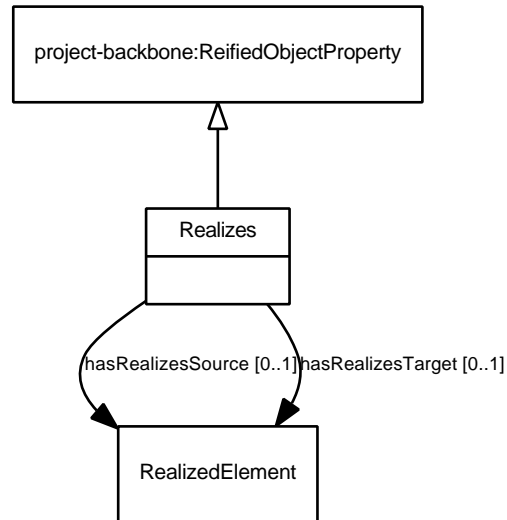 project-backbone:ReifiedObjectProperty
Realizes
hasRealizesSource [0..1]
hasRealizesTarget [0..1]
RealizedElement